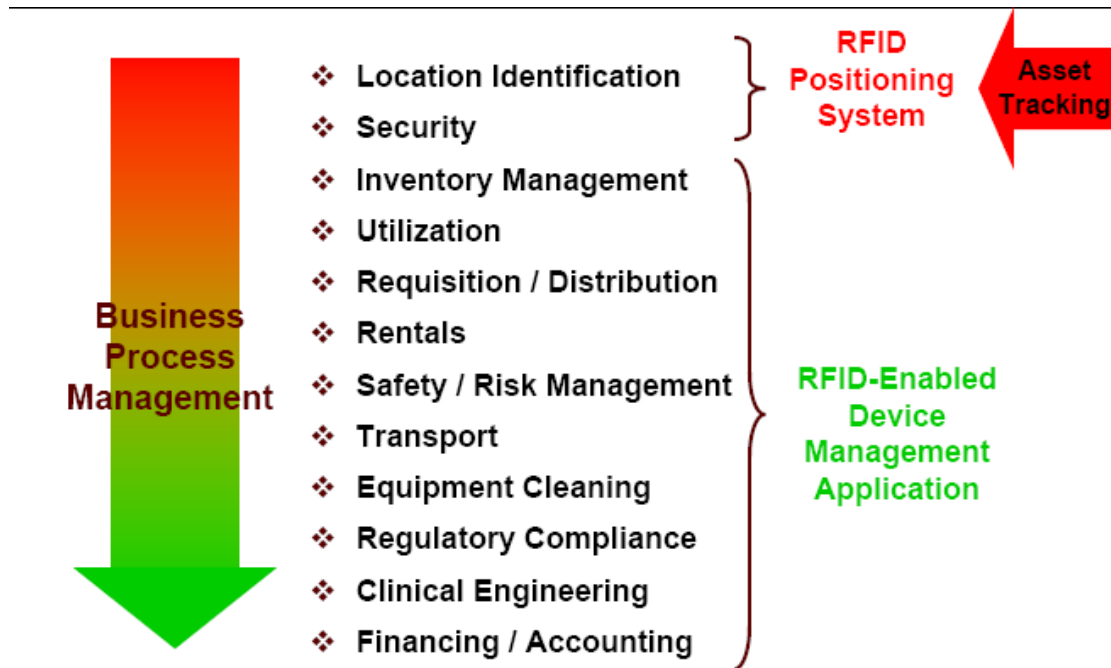 Business
Process
Management
❖ Location Identification
❖ Security
❖ Inventory Management
❖ Utilization
❖ Requisition / Distribution
❖ Rentals
❖ Safety / Risk Management
❖ Transport
❖ Equipment Cleaning
❖ Regulatory Compliance
❖ Clinical Engineering
❖ Financing / Accounting
RFID
Positioning
System
Asset
Tracking
RFID-Enabled
Device
Management
Application